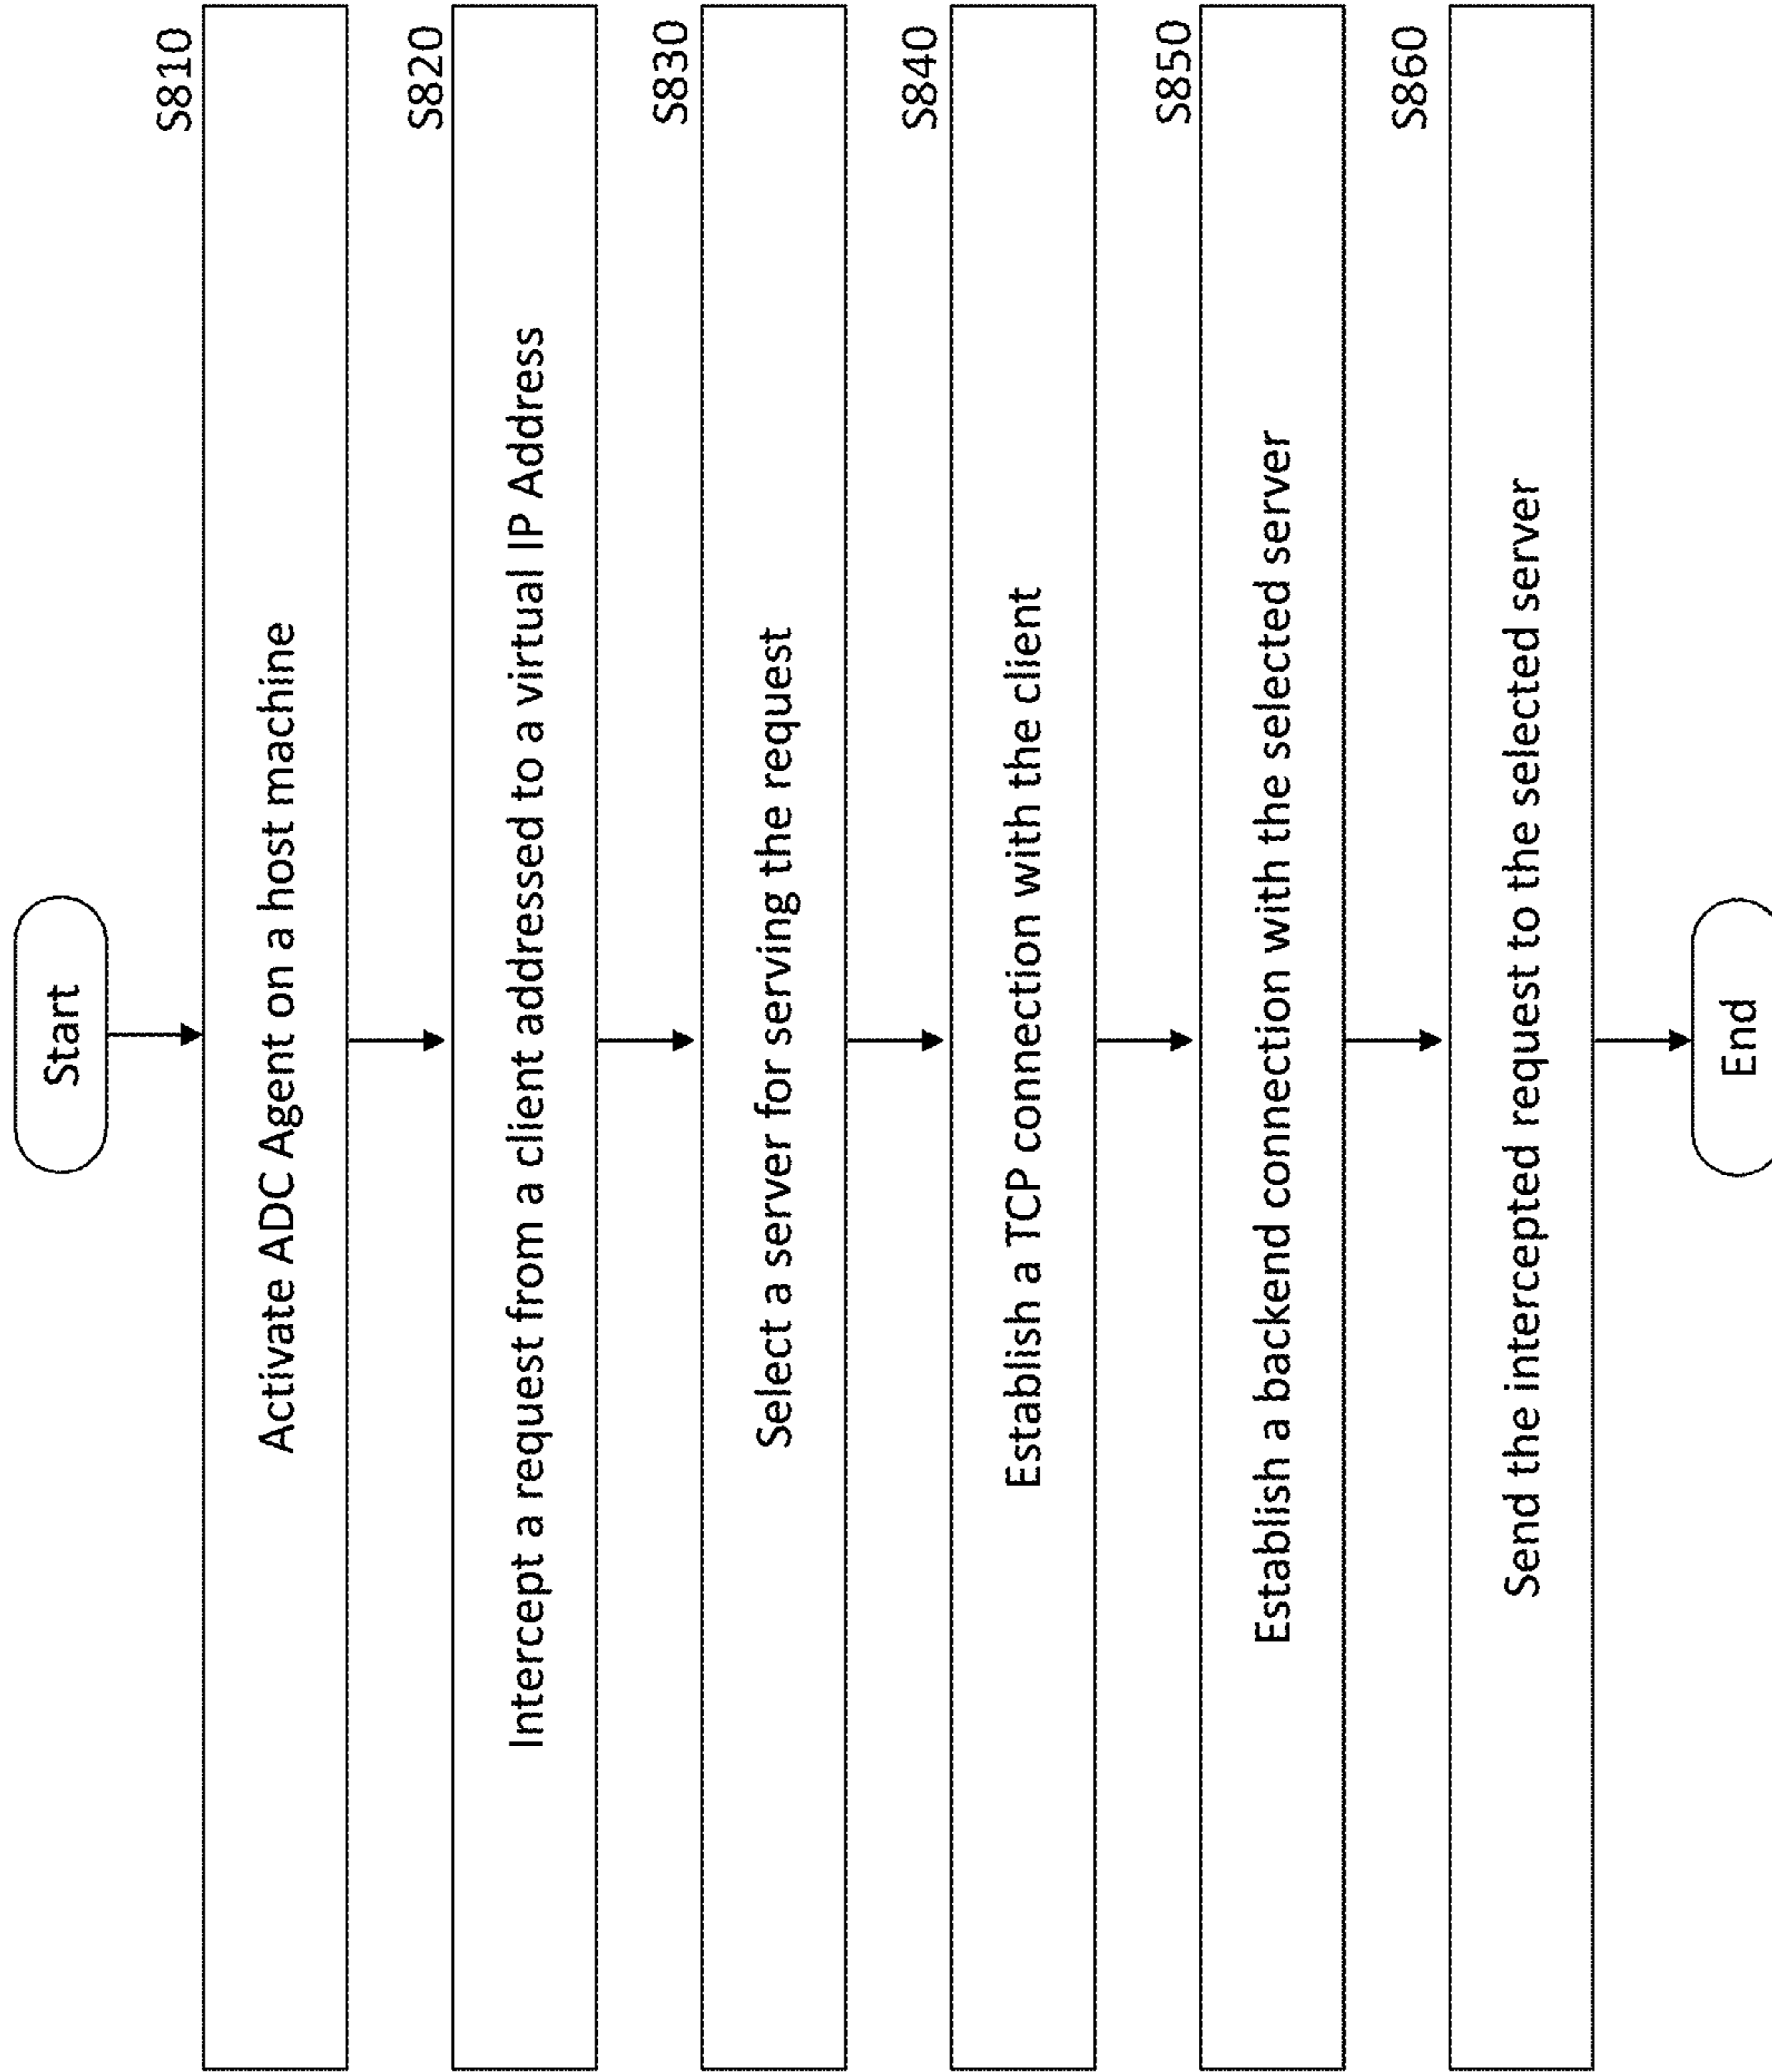 Start
S810
Activate ADC Agent on a host machine
S820
Intercept a request from a client addressed to a virtual IP Address
S830
Select a server for serving the request
S840
Establish a TCP connection with the client
S850
Establish a backend connection with the selected server
S860
Send the intercepted request to the selected server
End